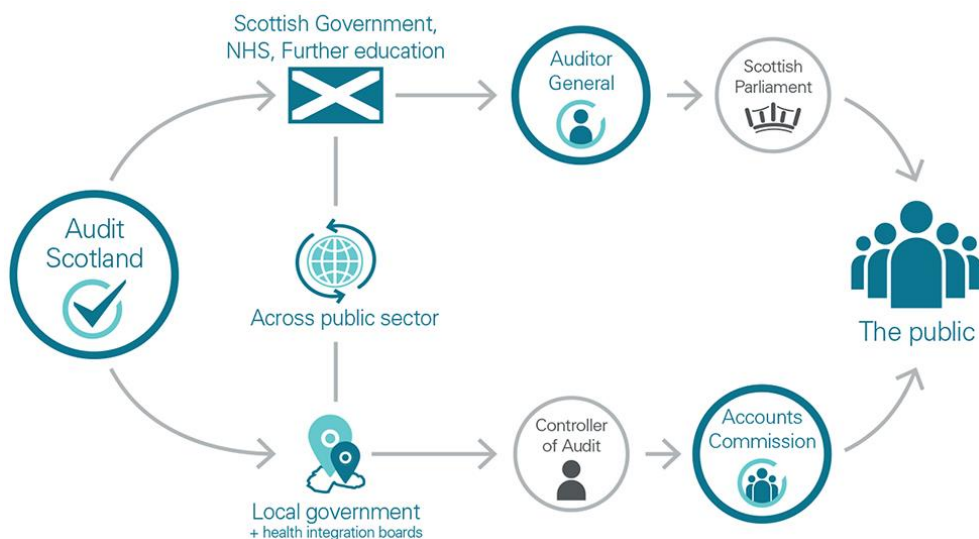 Scottish Government,
NHS, Further education
Auditor
General
Scottish
Parliament
Audit
Scotland
Across public sector
The public
Controller
of Audit
Accounts
Commission
Local government
+ health integration boards